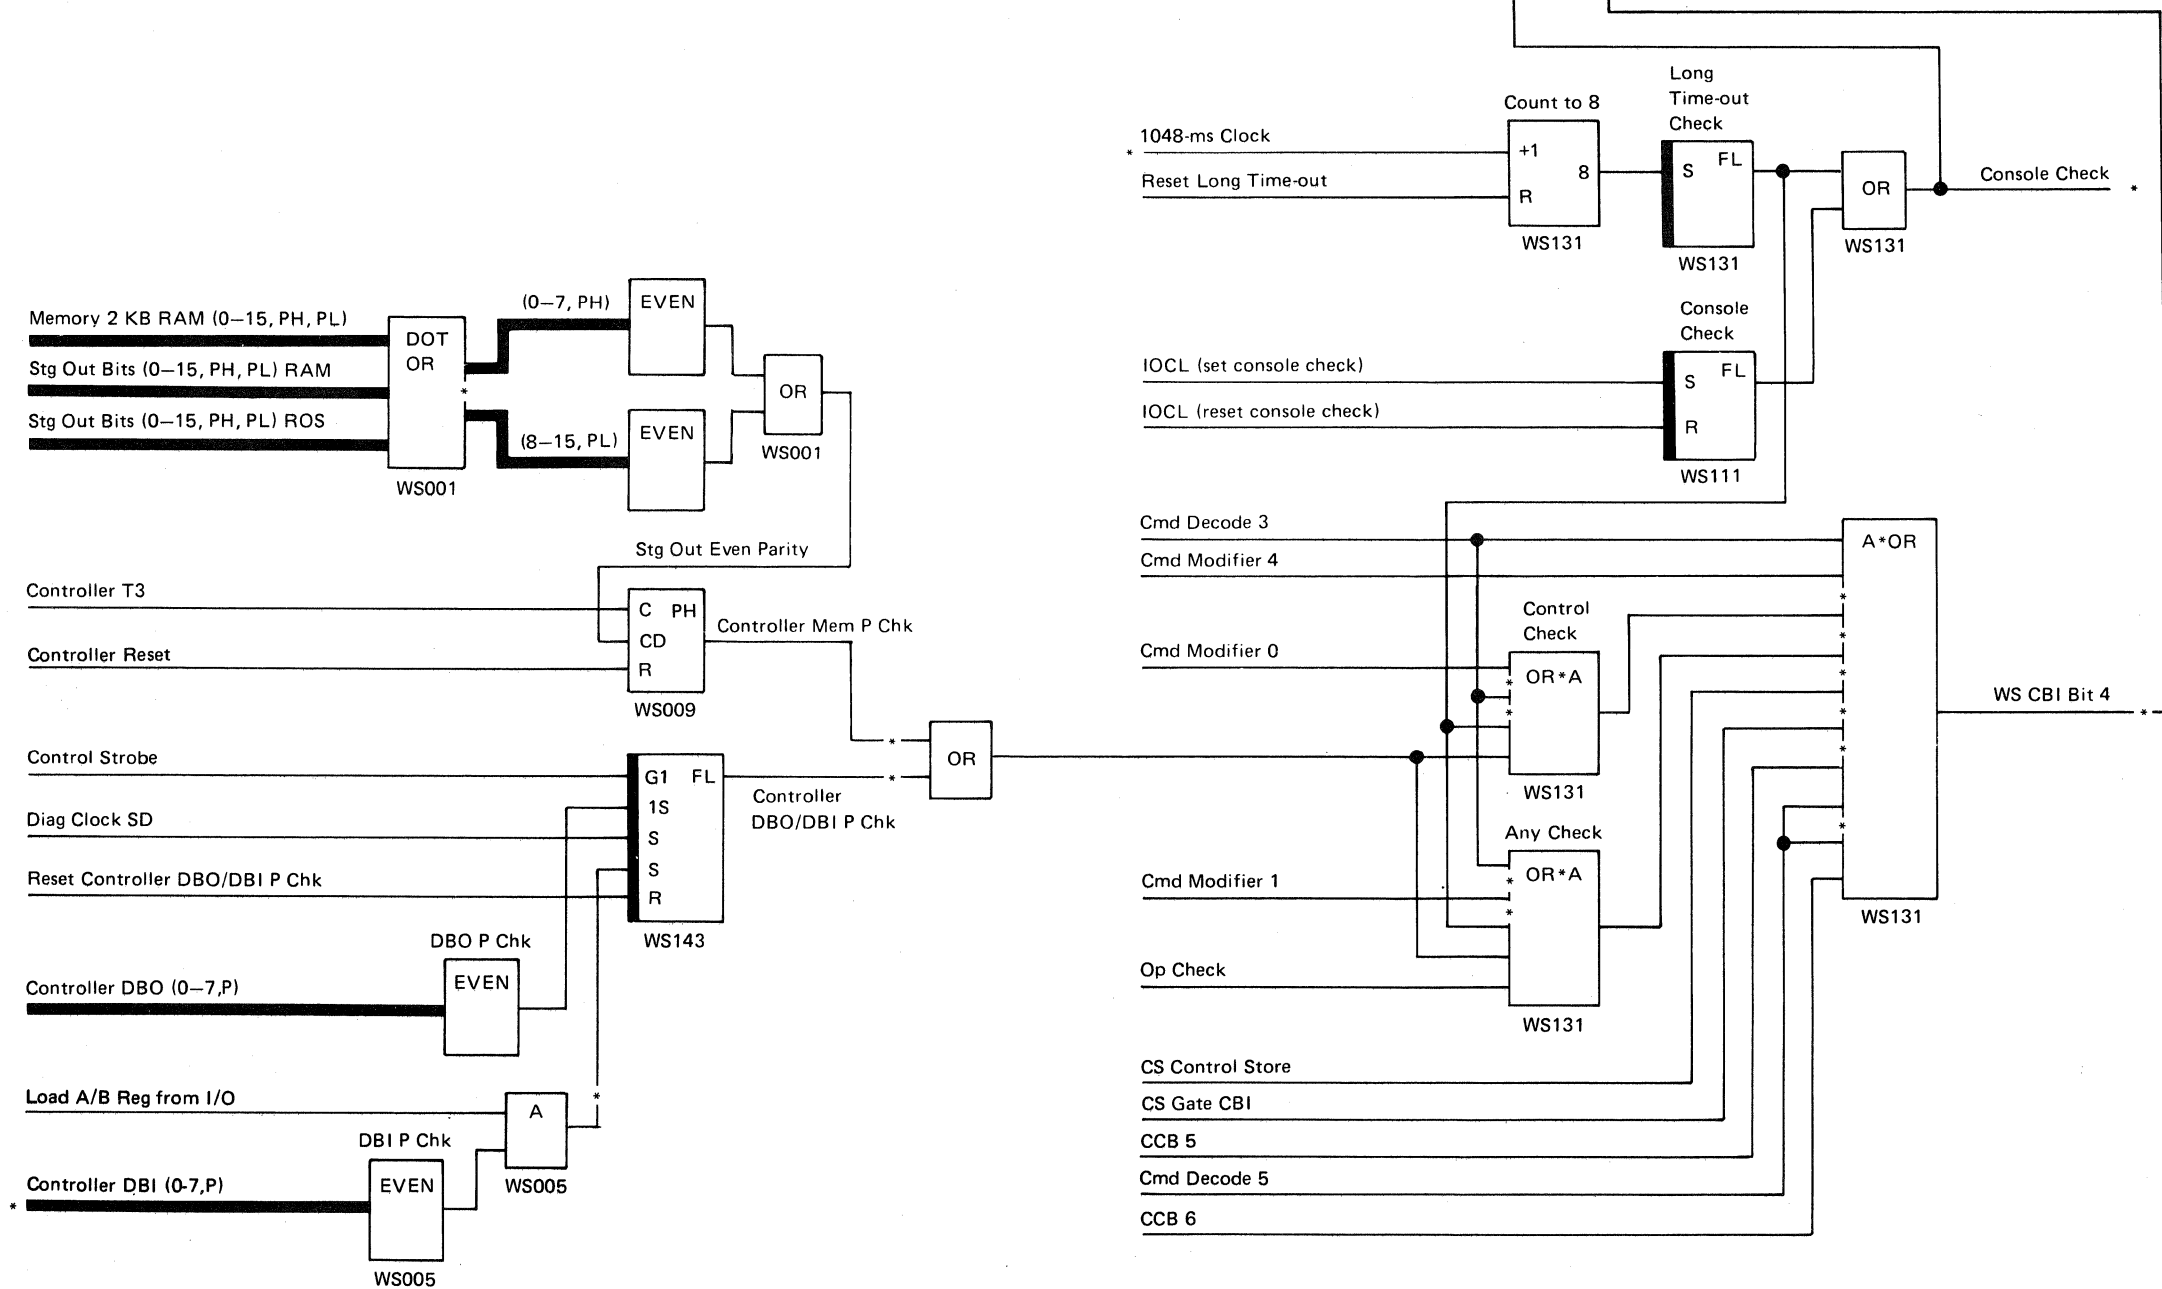 Long
Time-out
Check
Count to 8
* 1048-ms Clock
+1
8
Reset Long Time-out
R
WS131
S FL
WS131
OR
WS131
Console Check *
Console
Check
IOCL (set console check)
S FL
IOCL (reset console check)
R
WS111
Memory 2 KB RAM (0–15, PH, PL)
Stg Out Bits (0–15, PH, PL) RAM
Stg Out Bits (0–15, PH, PL) ROS
DOT
OR
*
WS001
(0–7, PH)
EVEN
(8–15, PL)
EVEN
OR
WS001
Stg Out Even Parity
Controller T3
Controller Reset
C PH
CD
R
WS009
Controller Mem P Chk
*
Control Strobe
Diag Clock SD
Reset Controller DBO/DBI P Chk
G1 FL
1S
S
S
R
WS143
*
Controller
DBO/DBI P Chk
OR
DBO P Chk
Controller DBO (0–7,P)
EVEN
Load A/B Reg from I/O
A
*
WS005
DBI P Chk
* Controller DBI (0-7,P)
EVEN
WS005
Cmd Decode 3
Cmd Modifier 4
Cmd Modifier 0
Control
Check
*
OR*A
*
WS131
Any Check
Cmd Modifier 1
*
OR*A
*
Op Check
WS131
CS Control Store
CS Gate CBI
CCB 5
Cmd Decode 5
CCB 6
A*OR
*
*
*
*
*
*
WS131
WS CBI Bit 4
*